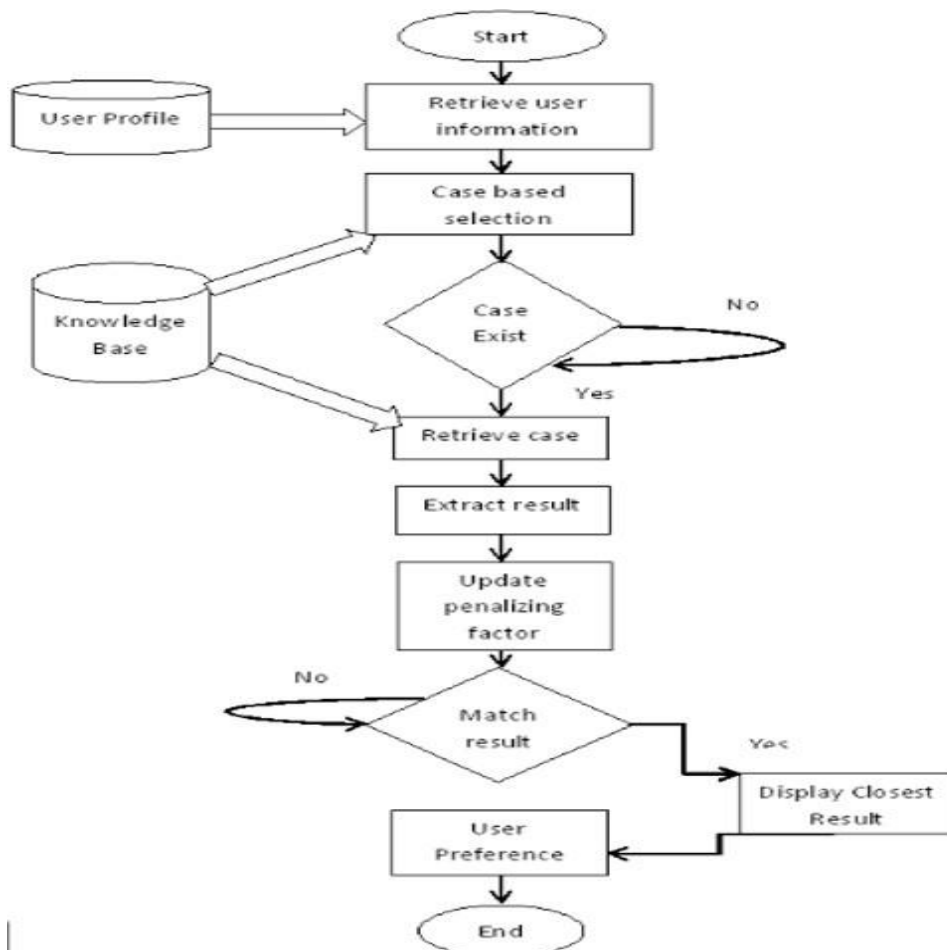 Start
User Profile
Retrieve user
information
Case based
selection
Knowledge
Base
Case
Exist
No
Yes
Retrieve case
Extract result
Update
penalizing
factor
No
Match
result
Yes
Display Closest
Result
User
Preference
End